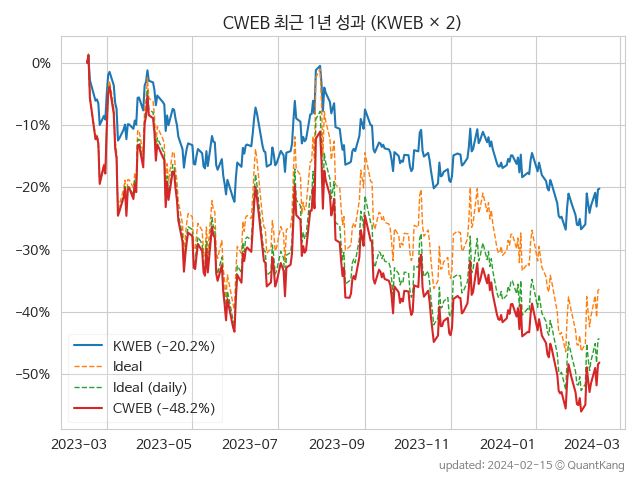 CWEB 최근 1년 성과 (KWEB × 2)
0%
−10%
−20%
−30%
−40%
−50%
KWEB (−20.2%)
Ideal
Ideal (daily)
CWEB (−48.2%)
2023-03 2023-05 2023-07 2023-09 2023-11 2024-01 2024-03
updated: 2024-02-15 © QuantKang